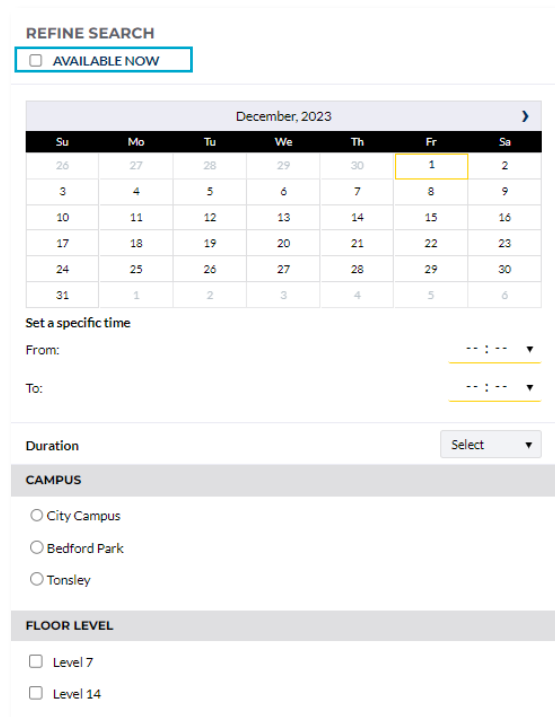 REFINE SEARCH
AVAILABLE NOW
December, 2023 ❯
Su Mo Tu We Th Fr Sa
26 27 28 29 30 1 2
3 4 5 6 7 8 9
10 11 12 13 14 15 16
17 18 19 20 21 22 23
24 25 26 27 28 29 30
31 1 2 3 4 5 6
Set a specific time
From: -- : --
To: -- : --
Duration Select
CAMPUS
City Campus
Bedford Park
Tonsley
FLOOR LEVEL
Level 7
Level 14